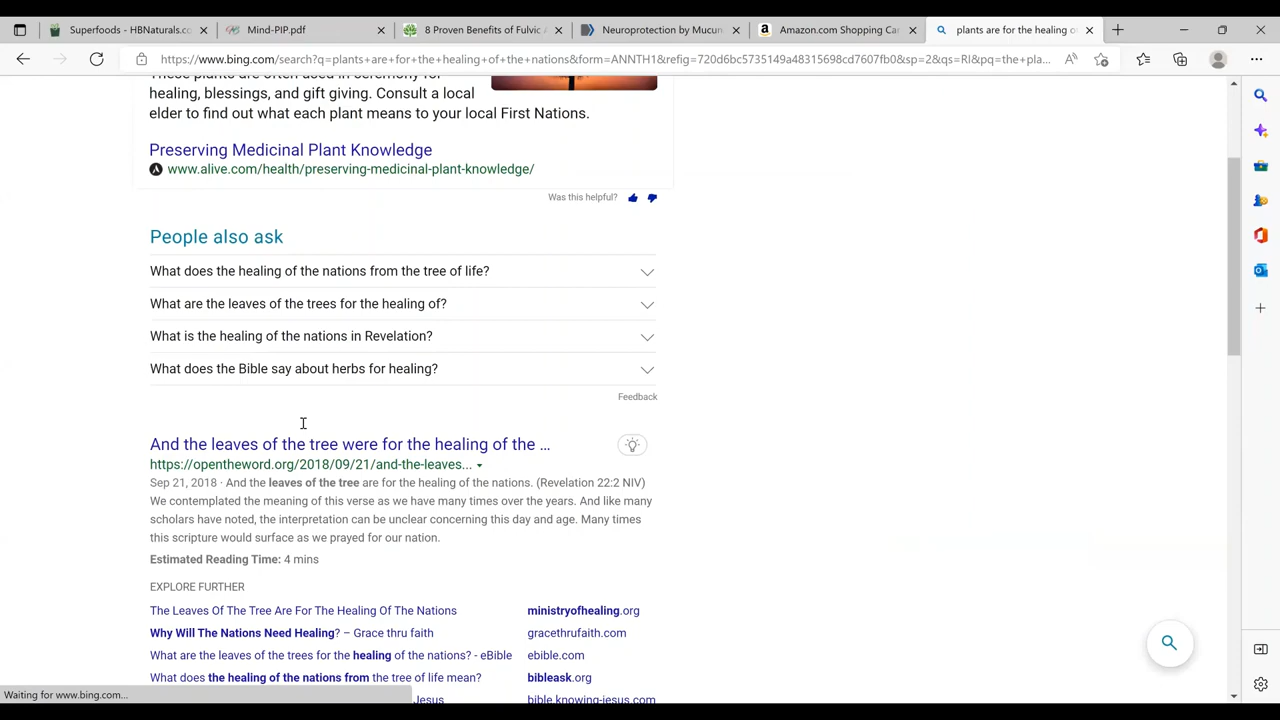 Superfoods - HBNaturals.co
Mind-PIP.pdf
8 Proven Benefits of Fulvic A
Neuroprotection by Mucun
Amazon.com Shopping Car
plants are for the healing o
https://www.bing.com/search?q=plants+are+for+the+healing+of+the+nations&form=ANNTH1&refig=720d6bc5735149a48315698cd7607fb0&sp=2&qs=RI&pq=the+pla...
These plants are often used in ceremony for
healing, blessings, and gift giving. Consult a local
elder to find out what each plant means to your local First Nations.
Preserving Medicinal Plant Knowledge
www.alive.com/health/preserving-medicinal-plant-knowledge/
Was this helpful?
People also ask
What does the healing of the nations from the tree of life?
What are the leaves of the trees for the healing of?
What is the healing of the nations in Revelation?
What does the Bible say about herbs for healing?
Feedback
And the leaves of the tree were for the healing of the ...
https://opentheword.org/2018/09/21/and-the-leaves...
Sep 21, 2018 · And the leaves of the tree are for the healing of the nations. (Revelation 22:2 NIV)
We contemplated the meaning of this verse as we have many times over the years. And like many
scholars have noted, the interpretation can be unclear concerning this day and age. Many times
this scripture would surface as we prayed for our nation.
Estimated Reading Time: 4 mins
EXPLORE FURTHER
The Leaves Of The Tree Are For The Healing Of The Nations ministryofhealing.org
Why Will The Nations Need Healing? – Grace thru faith gracethrufaith.com
What are the leaves of the trees for the healing of the nations? - eBible ebible.com
What does the healing of the nations from the tree of life mean? bibleask.org
Jesus bible.knowing-jesus.com
Waiting for www.bing.com...